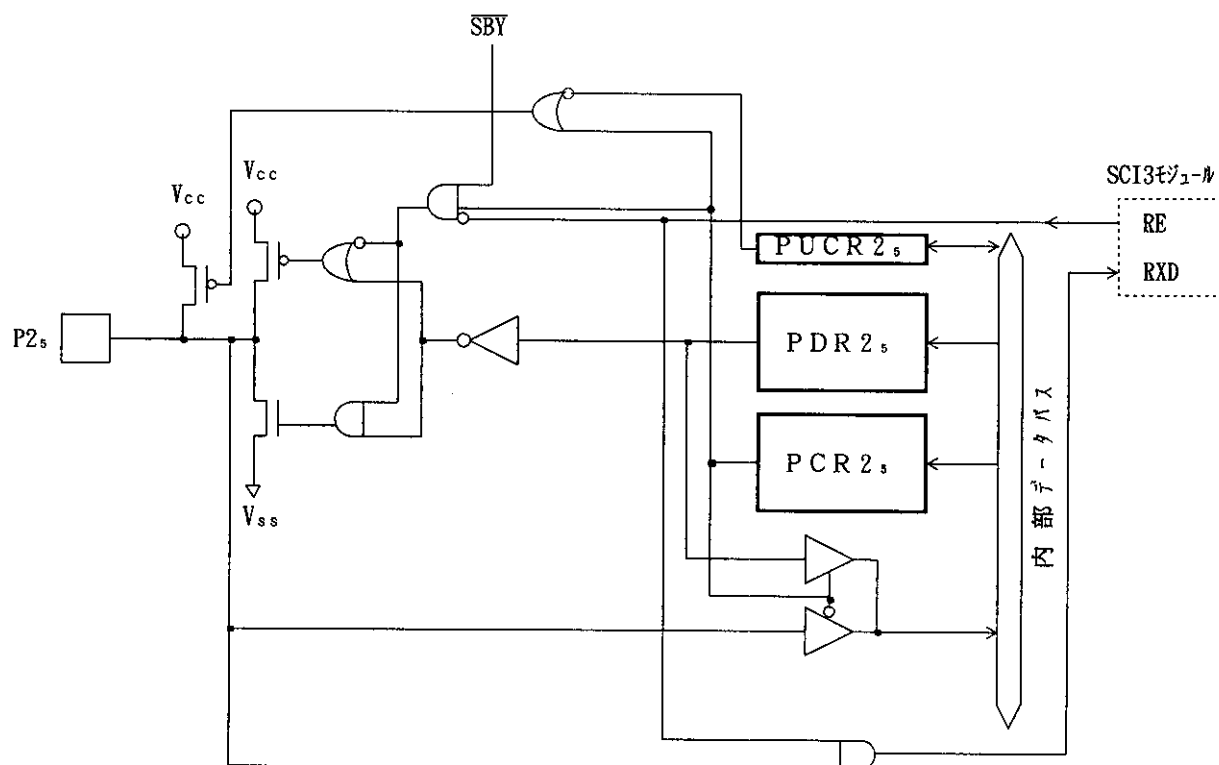 SBY
Vcc
Vcc
SCI3モジュール
RE
PUCR2₅
RXD
P2₅
PDR2₅
PCR2₅
Vss
内部データバス